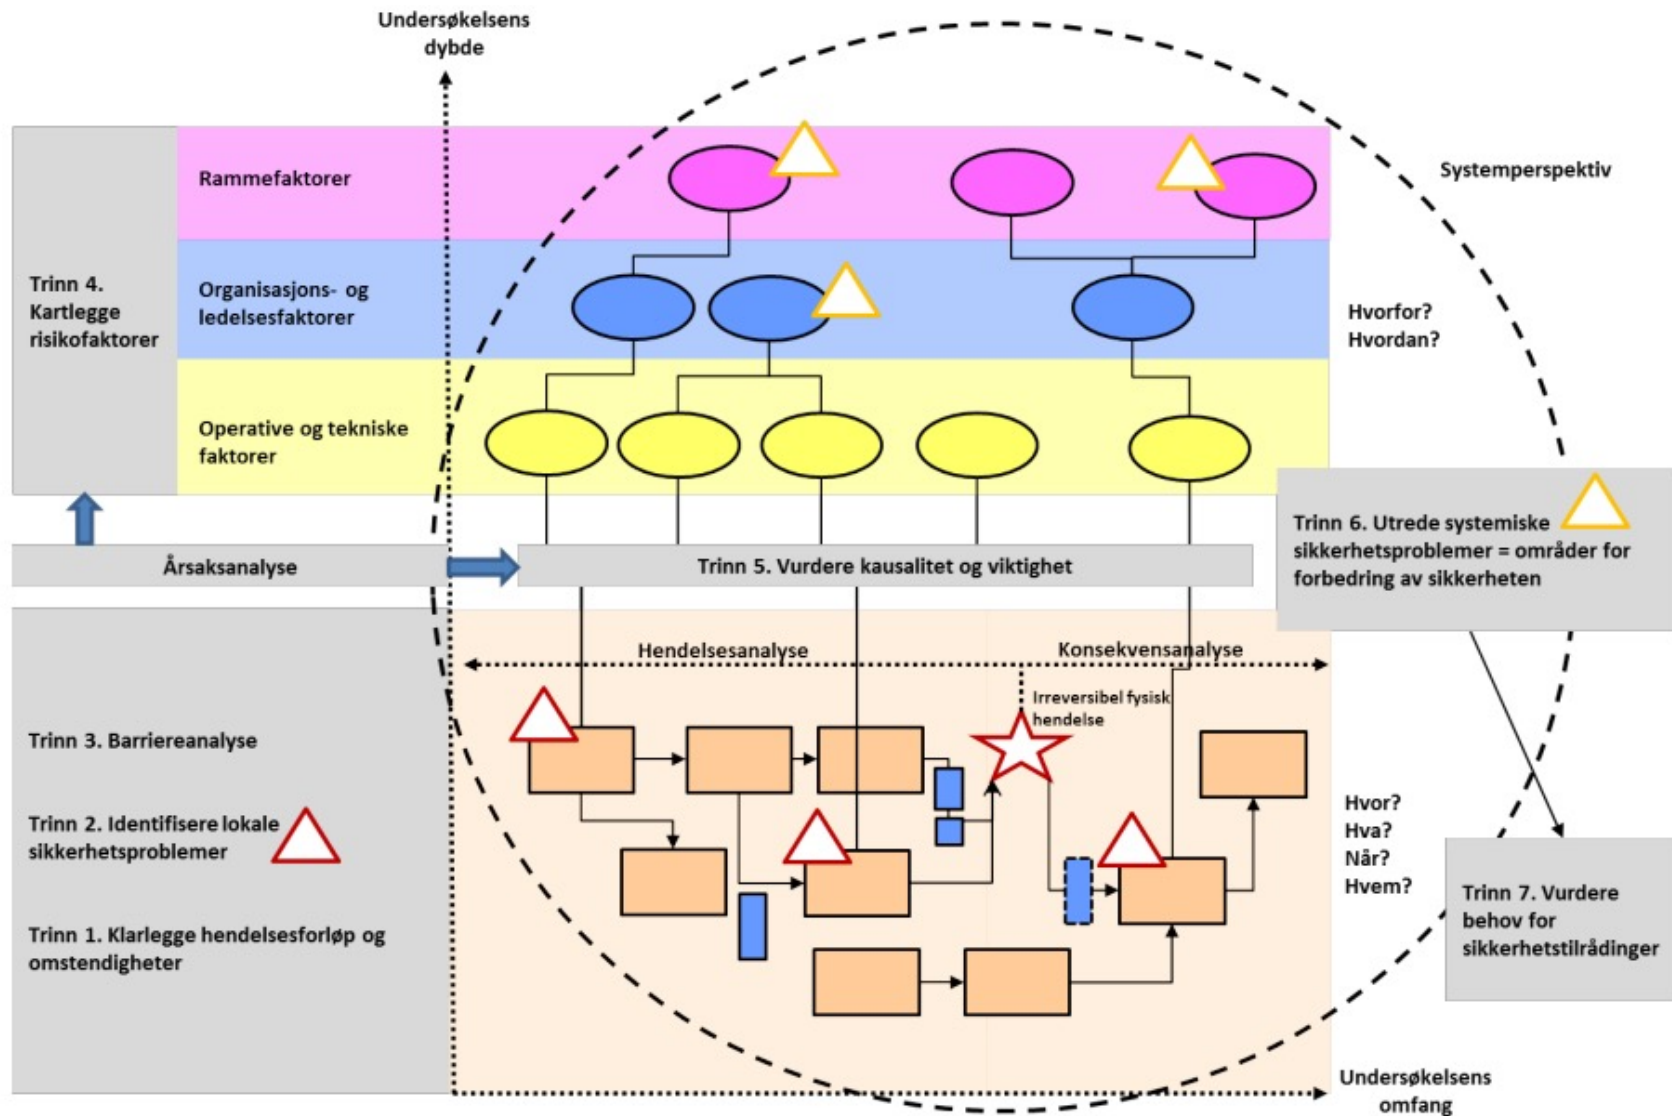 Undersøkelsens
dybde
Systemperspektiv
Rammefaktorer
Trinn 4.
Kartlegge
risikofaktorer
Organisasjons- og
ledelsesfaktorer
Hvorfor?
Hvordan?
Operative og tekniske
faktorer
Trinn 6. Utrede systemiske
sikkerhetsproblemer = områder for
forbedring av sikkerheten
Årsaksanalyse
Trinn 5. Vurdere kausalitet og viktighet
Hendelsesanalyse
Konsekvensanalyse
Irreversibel fysisk
hendelse
Trinn 3. Barriereanalyse
Trinn 2. Identifisere lokale
sikkerhetsproblemer
Trinn 1. Klarlegge hendelsesforløp og
omstendigheter
Hvor?
Hva?
Når?
Hvem?
Trinn 7. Vurdere
behov for
sikkerhetstilrådinger
Undersøkelsens
omfang